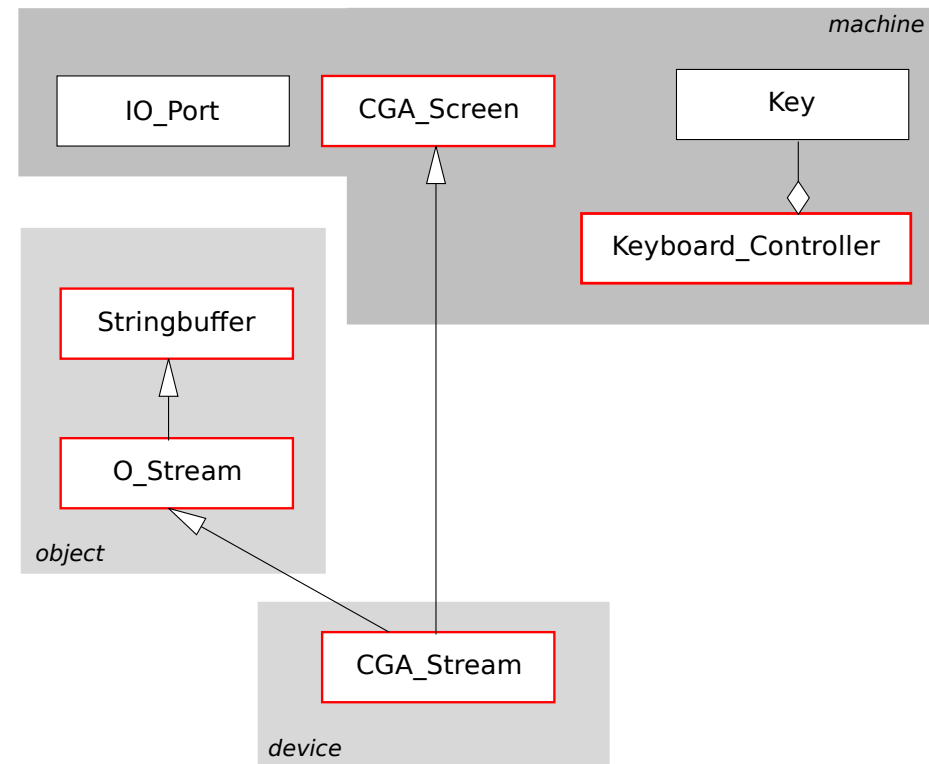 machine
IO_Port
CGA_Screen
Key
Keyboard_Controller
Stringbuffer
O_Stream
object
CGA_Stream
device